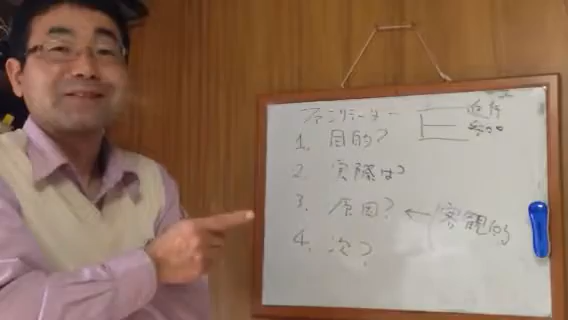 ファシリテーター
1. 目的?
2. 実際は?
3. 原因? ← 客観的
4. 次?